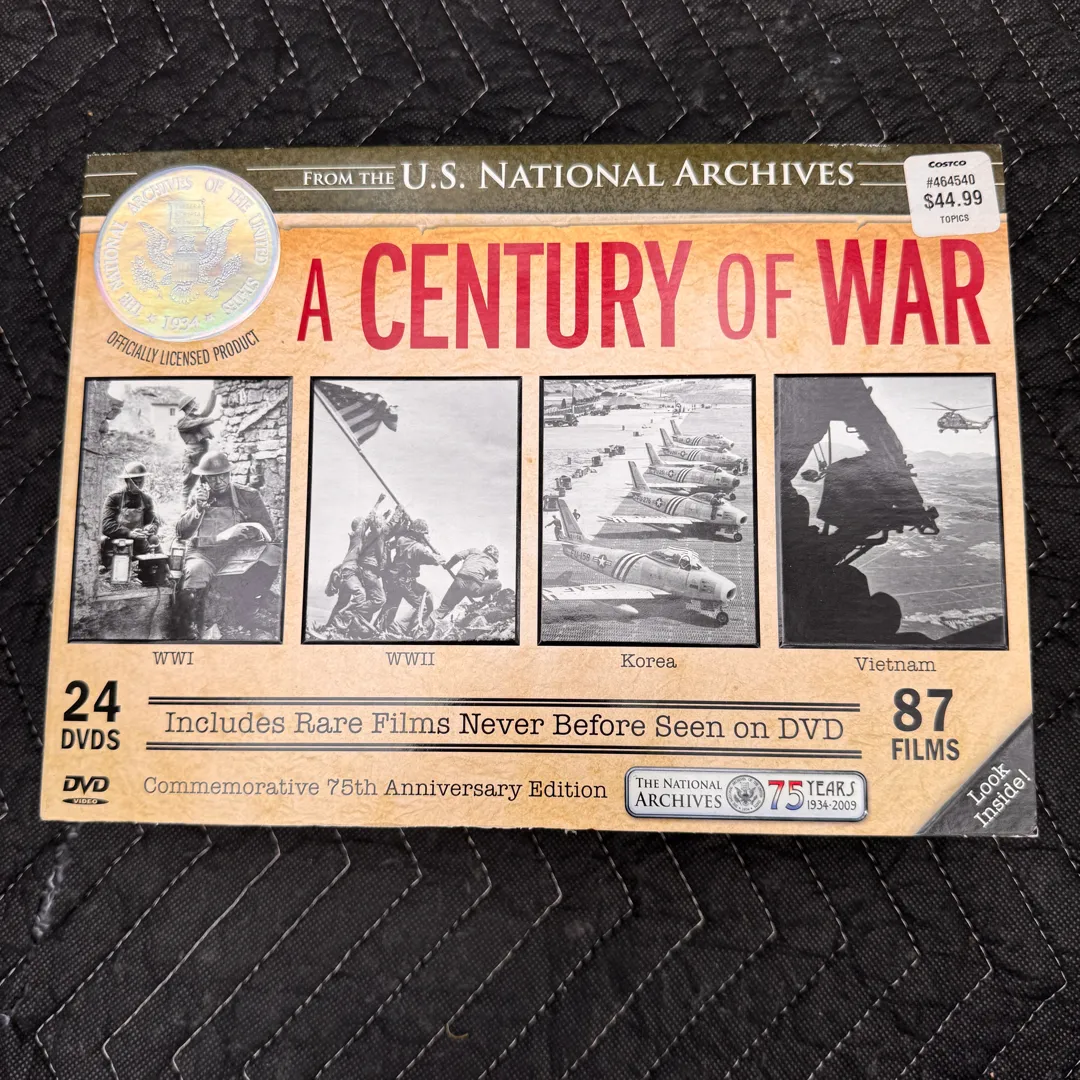 FROM THE U.S. NATIONAL ARCHIVES
COSTCO
#464540
$44.99
TOPICS
THE NATIONAL ARCHIVES OF THE UNITED STATES
★ 1934 ★
OFFICIALLY LICENSED PRODUCT
A CENTURY OF WAR
WWI
WWII
Korea
Vietnam
24
DVDS
Includes Rare Films Never Before Seen on DVD
87
FILMS
DVD
VIDEO
Commemorative 75th Anniversary Edition
THE NATIONAL
ARCHIVES
75 YEARS
1934-2009
Look
Inside!